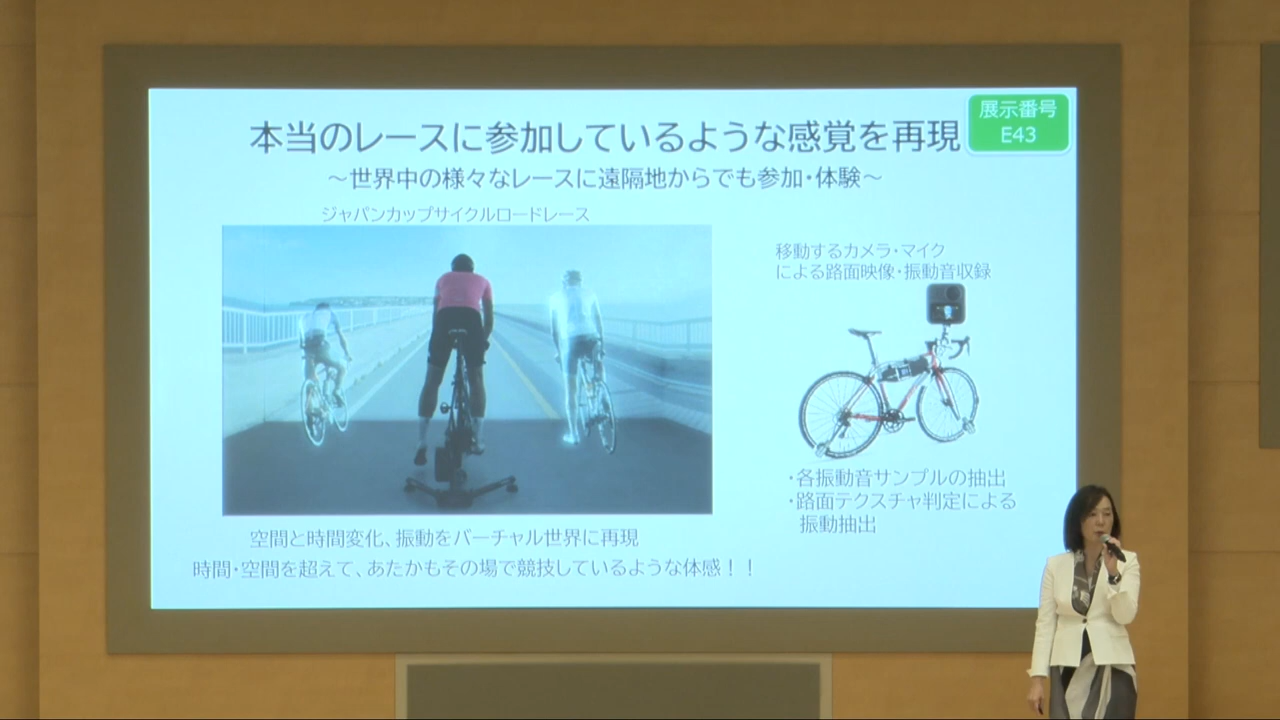 展示番号
E43
本当のレースに参加しているような感覚を再現
～世界中の様々なレースに遠隔地からでも参加・体験～
ジャパンカップサイクルロードレース
移動するカメラ・マイク
による路面映像・振動音収録
・各振動音サンプルの抽出
・路面テクスチャ判定による
振動抽出
空間と時間変化、振動をバーチャル世界に再現
時間・空間を超えて、あたかもその場で競技しているような体感！！